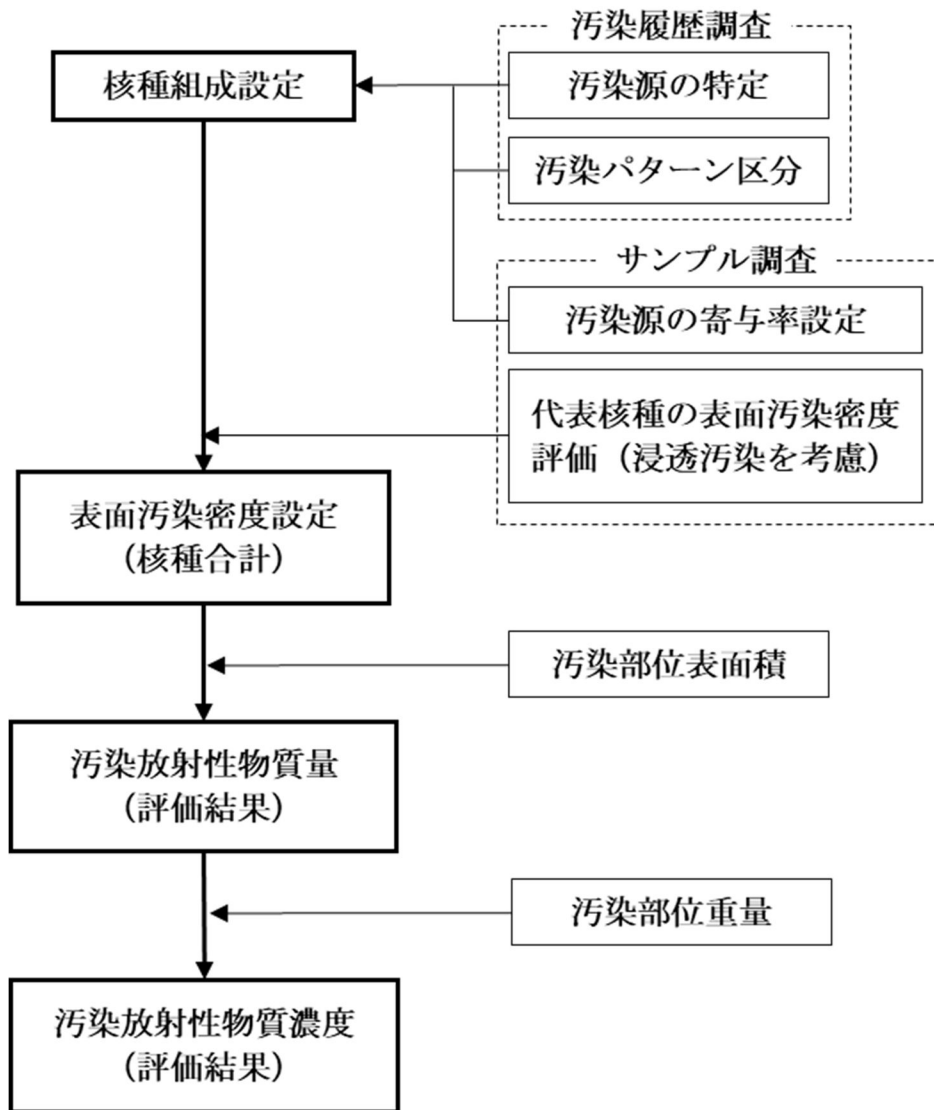 汚染履歴調査
核種組成設定
汚染源の特定
汚染パターン区分
サンプル調査
汚染源の寄与率設定
代表核種の表面汚染密度
評価（浸透汚染を考慮）
表面汚染密度設定
（核種合計）
汚染部位表面積
汚染放射性物質量
（評価結果）
汚染部位重量
汚染放射性物質濃度
（評価結果）